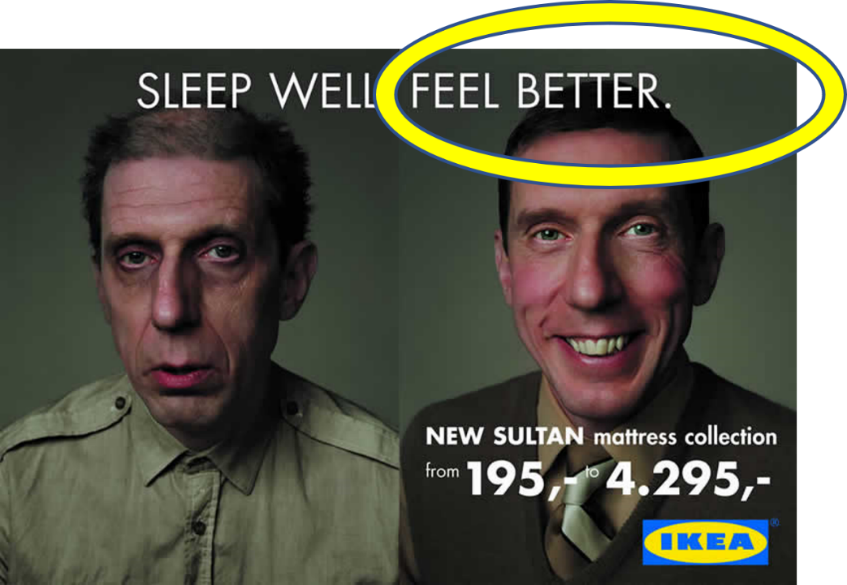 SLEEP WELL FEEL BETTER.
NEW SULTAN mattress collection
from 195,- to 4.295,-
IKEA®